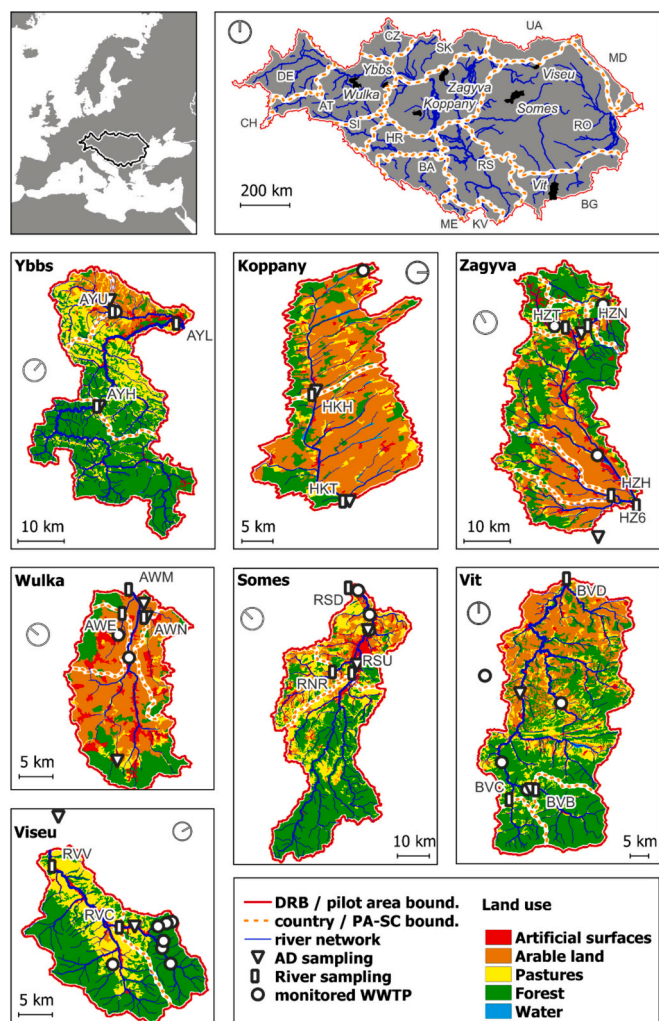 CZ
SK
UA
MD
DE
Ybbs
Zagyva
Viseu
Wulka
Koppany
Somes
AT
CH
SI
HR
RO
BA
RS
Vit
200 km
ME
KV
BG
Ybbs
AYU
AYL
AYH
10 km
Koppany
HKH
HKT
5 km
Zagyva
HZT
HZN
HZH
HZ6
10 km
Wulka
AWM
AWE
AWN
5 km
Somes
RSD
RSU
RNR
10 km
Vit
BVD
BVC
BVB
5 km
Viseu
RVV
RVC
5 km
DRB / pilot area bound.
country / PA-SC bound.
river network
AD sampling
River sampling
monitored WWTP
Land use
Artificial surfaces
Arable land
Pastures
Forest
Water